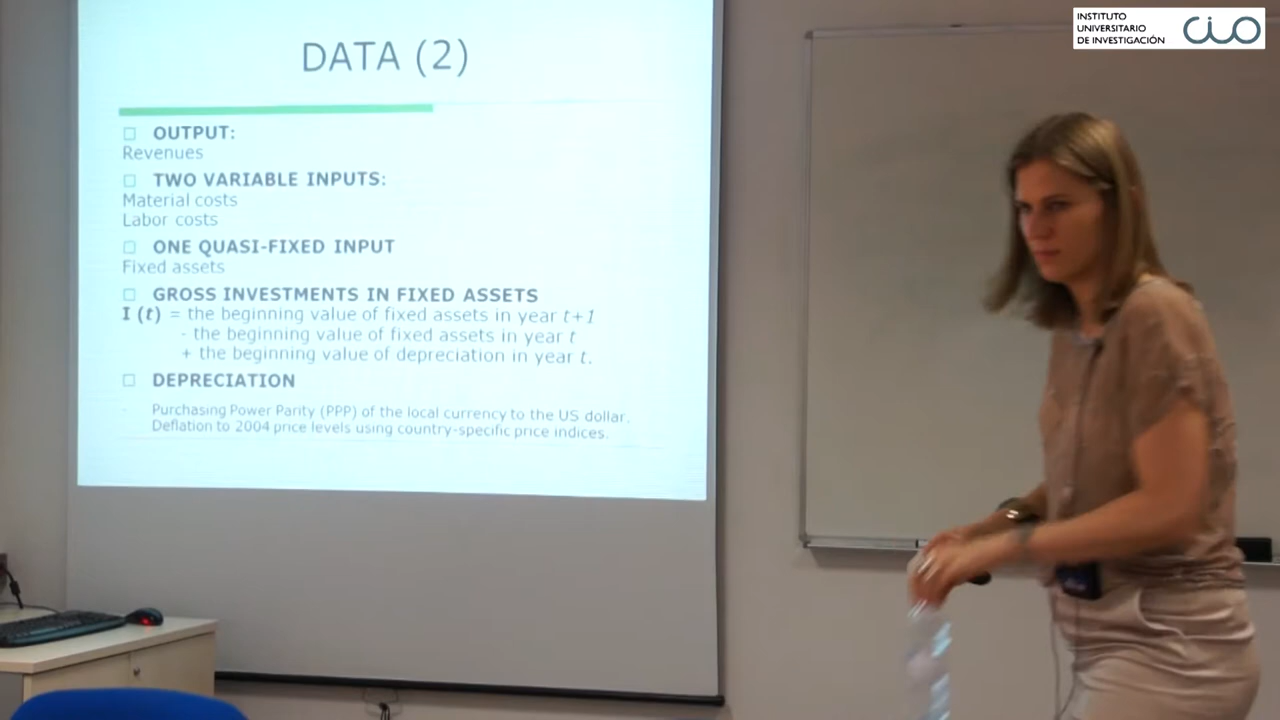 INSTITUTO
UNIVERSITARIO
DE INVESTIGACIÓN
CIO
DATA (2)
OUTPUT:
Revenues
TWO VARIABLE INPUTS:
Material costs
Labor costs
ONE QUASI-FIXED INPUT
Fixed assets
GROSS INVESTMENTS IN FIXED ASSETS
I (t) = the beginning value of fixed assets in year t+1
- the beginning value of fixed assets in year t
+ the beginning value of depreciation in year t.
DEPRECIATION
- Purchasing Power Parity (PPP) of the local currency to the US dollar.
Deflation to 2004 price levels using country-specific price indices.